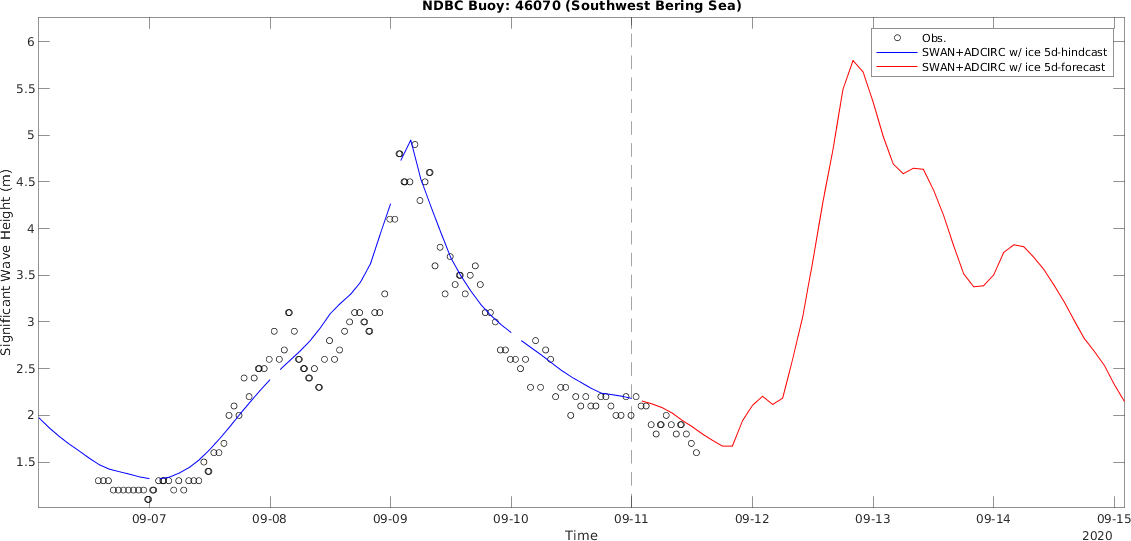 NDBC Buoy: 46070 (Southwest Bering Sea)
Obs.
SWAN+ADCIRC w/ ice 5d-hindcast
SWAN+ADCIRC w/ ice 5d-forecast
Significant Wave Height (m)
6
5.5
5
4.5
4
3.5
3
2.5
2
1.5
09-07 09-08 09-09 09-10 09-11 09-12 09-13 09-14 09-15
Time
2020